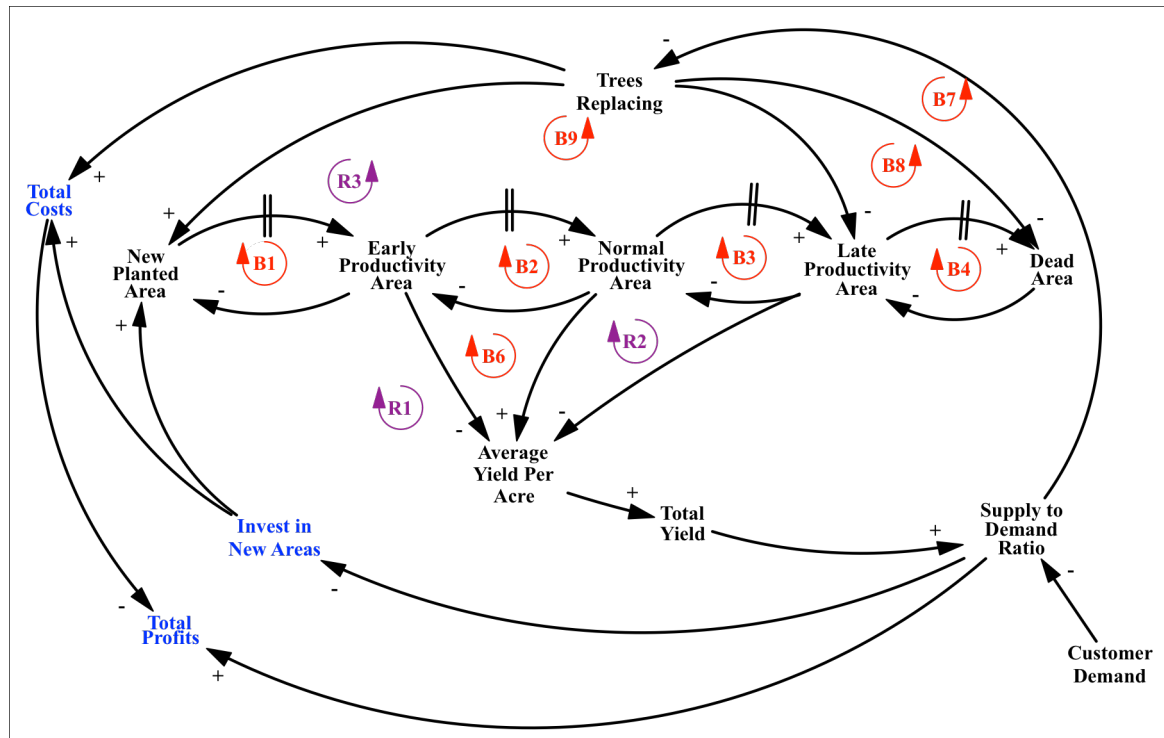 -
Trees
Replacing
B7
B9
B8
R3
+
Total
Costs
+
+
-
-
New
Planted
Area
B1
+
Early
Productivity
Area
B2
+
Normal
Productivity
Area
B3
+
Late
Productivity
Area
B4
+
Dead
Area
-
-
-
-
+
B6
R2
R1
-
+
-
Average
Yield Per
Acre
+
Total
Yield
+
Supply to
Demand
Ratio
Invest in
New Areas
-
-
-
Total
Profits
+
Customer
Demand